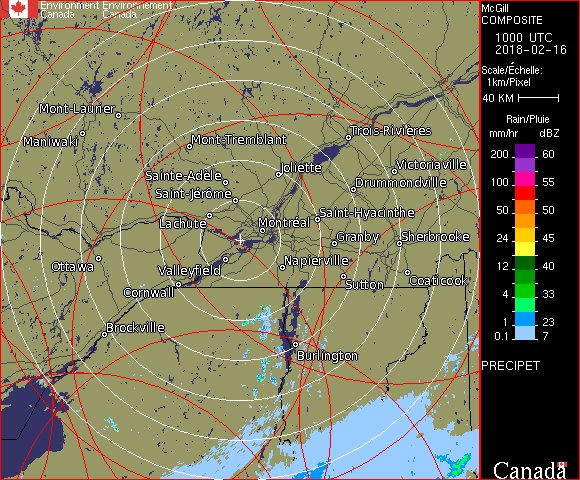 Environment Environnement
Canada Canada
McGill
COMPOSITE
1000 UTC
2018-02-16
Scale/Échelle:
1km/Pixel
40 KM
Rain/Pluie
mm/hr dBZ
200 60
150 57
100 55
50 50
24 45
12 40
4 33
1 23
0.1 7
PRECIPET
Canada
Mont-Laurier
Maniwaki
Mont-Tremblant
Trois-Rivières
Sainte-Adèle
Joliette
Victoriaville
Saint-Jérôme
Drummondville
Lachute
Montréal
Saint-Hyacinthe
Granby
Sherbrooke
Ottawa
Valleyfield
Napierville
Cornwall
Sutton
Coaticook
Brockville
Burlington